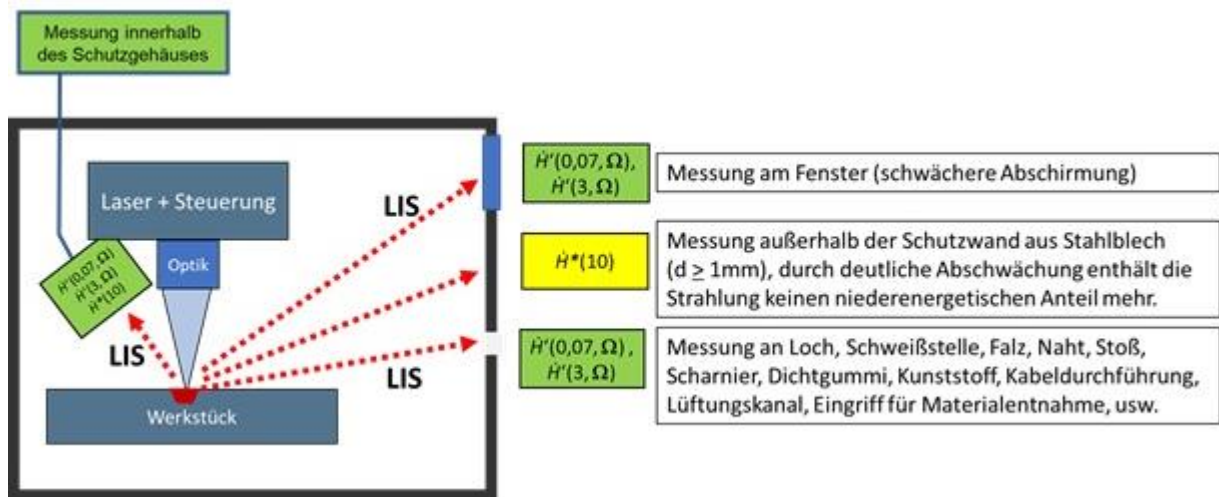 Messung innerhalb
des Schutzgehäuses
Laser + Steuerung
Optik
Ḣ'(0,07, Ω)
Ḣ'(3, Ω)
Ḣ*(10)
LIS
LIS
LIS
Werkstück
Ḣ'(0,07, Ω),
Ḣ'(3, Ω)
Messung am Fenster (schwächere Abschirmung)
Ḣ*(10)
Messung außerhalb der Schutzwand aus Stahlblech
(d ≥ 1mm), durch deutliche Abschwächung enthält die
Strahlung keinen niederenergetischen Anteil mehr.
Ḣ'(0,07, Ω) ,
Ḣ'(3, Ω)
Messung an Loch, Schweißstelle, Falz, Naht, Stoß,
Scharnier, Dichtgummi, Kunststoff, Kabeldurchführung,
Lüftungskanal, Eingriff für Materialentnahme, usw.